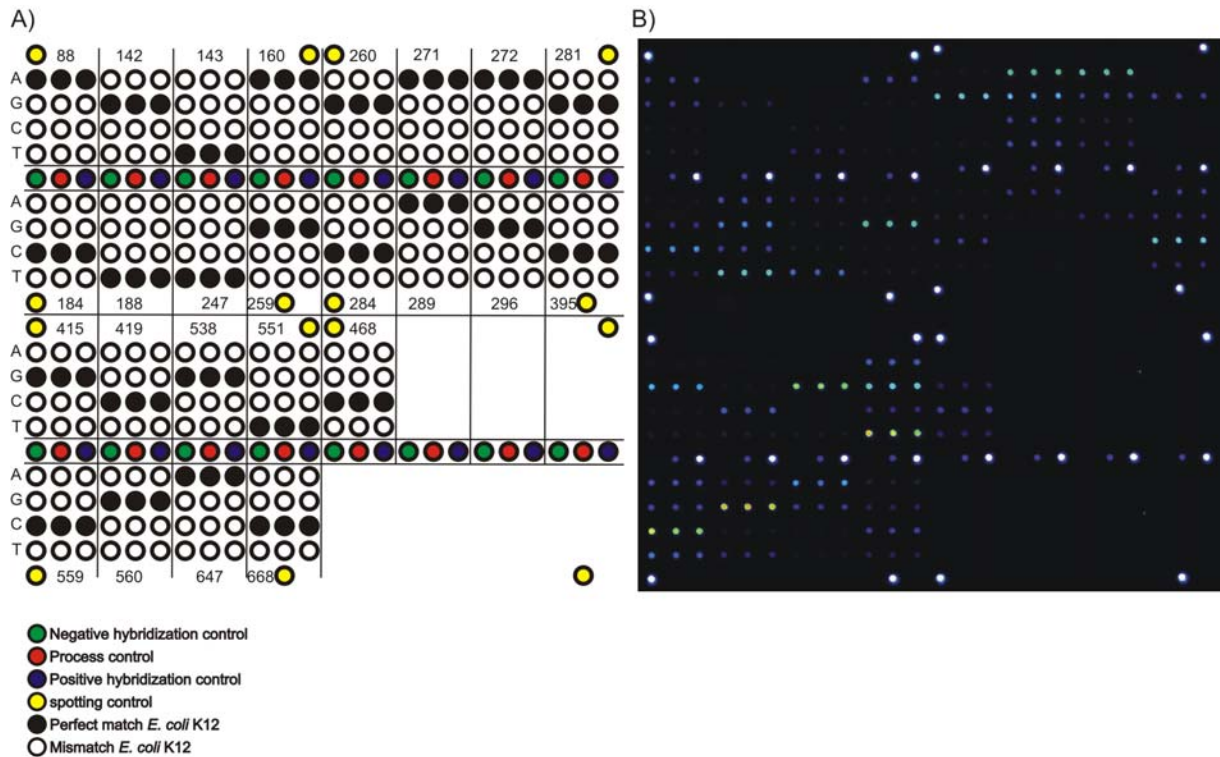 A)
B)
88 142 143 160 260 271 272 281
A
G
C
T
A
G
C
T
184 188 247 259 284 289 296 395
415 419 538 551 468
A
G
C
T
A
G
C
T
559 560 647 668
Negative hybridization control
Process control
Positive hybridization control
spotting control
Perfect match E. coli K12
Mismatch E. coli K12